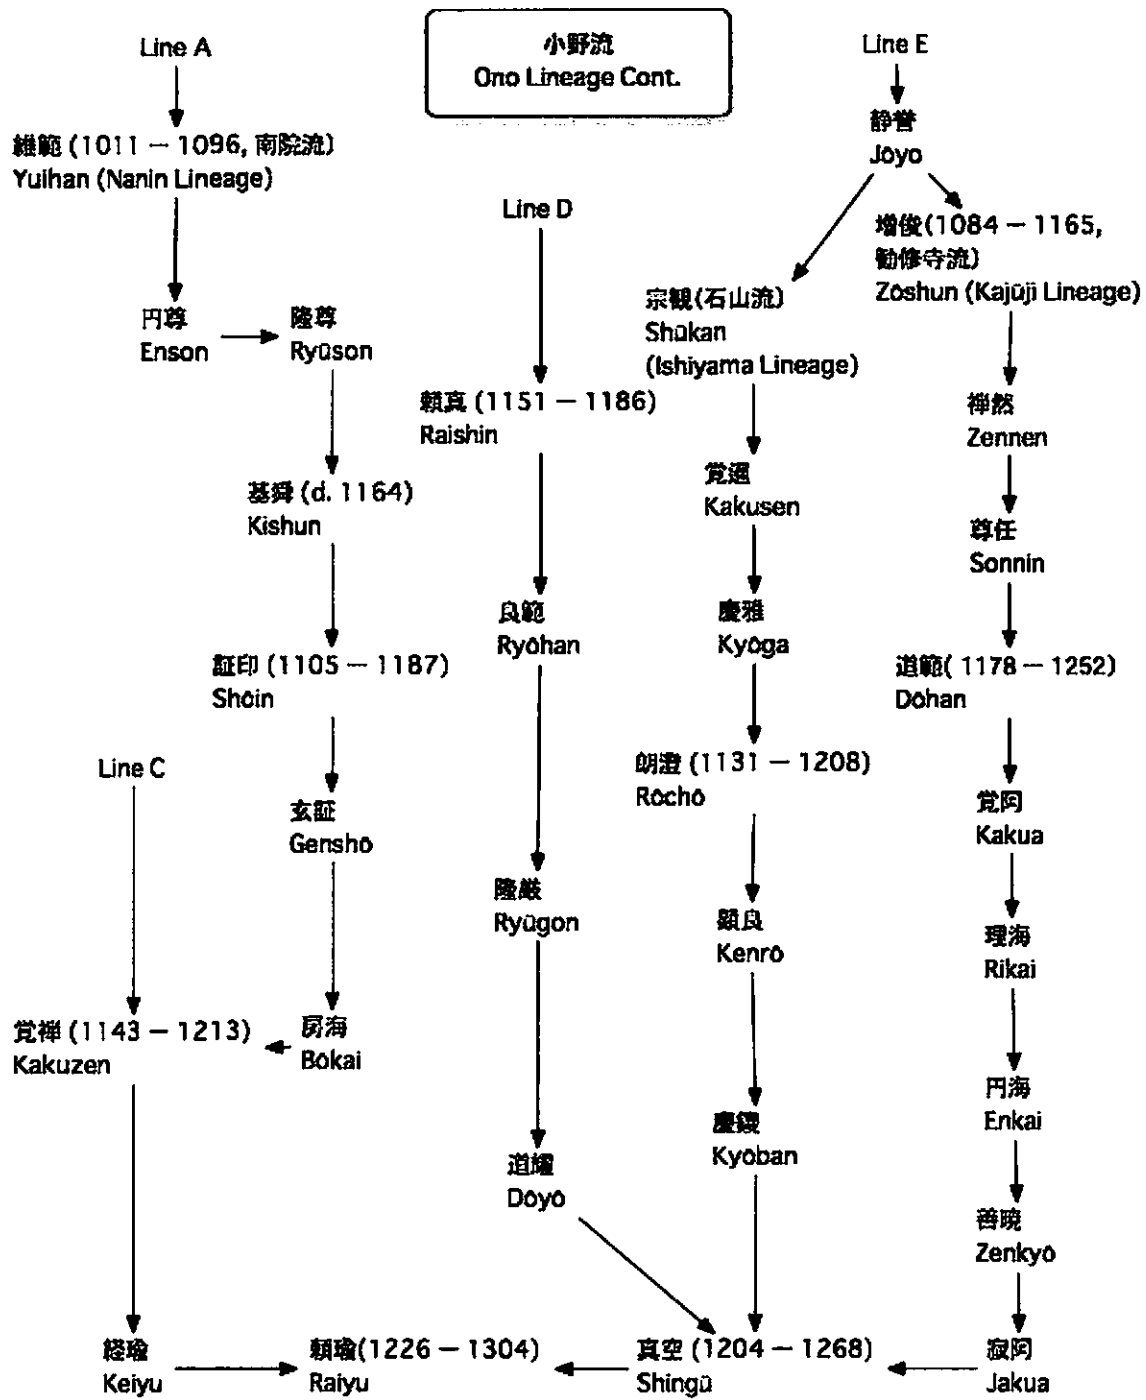 小野流
Ono Lineage Cont.
Line A
維範 (1011 — 1096, 南院流)
Yuihan (Nanin Lineage)
円尊
Enson
隆尊
Ryūson
基舜 (d. 1164)
Kishun
証印 (1105 — 1187)
Shōin
玄証
Genshō
房海
Bōkai
Line C
覚禅 (1143 — 1213)
Kakuzen
経瑜
Keiyu
頼瑜(1226 — 1304)
Raiyu
Line D
頼真 (1151 — 1186)
Raishin
良範
Ryōhan
隆厳
Ryūgon
道耀
Dōyō
Line E
静誉
Jōyo
宗観(石山流)
Shūkan
(Ishiyama Lineage)
Kakusen
慶雅
Kyōga
朗澄 (1131 — 1208)
Rōchō
顕良
Kenrō
Kyōban
真空 (1204 — 1268)
Shingū
増俊(1084 — 1165,
勧修寺流)
Zōshun (Kajūji Lineage)
禅然
Zennen
尊任
Sonnin
道範( 1178 — 1252)
Dōhan
覚阿
Kakua
理海
Rikai
円海
Enkai
善暁
Zenkyō
寂阿
Jakua